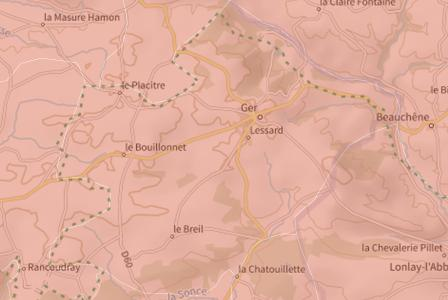 la Claire Fontaine
la Masure Hamon
le Placitre
Ger
Beauchêne
Lessard
le Bouillonnet
le Breil
la Chevalerie Pillet
D60
Rancoudray
la Chatouillette
Lonlay-l'Abb
la Sonce